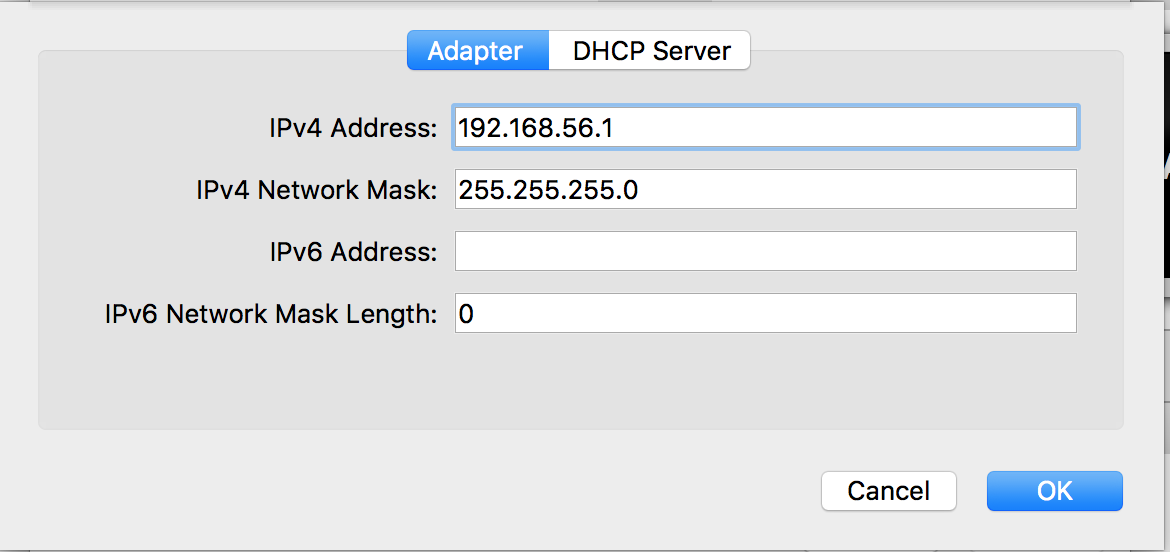 Adapter DHCP Server
IPv4 Address: 192.168.56.1
IPv4 Network Mask: 255.255.255.0
IPv6 Address:
IPv6 Network Mask Length: 0
Cancel OK